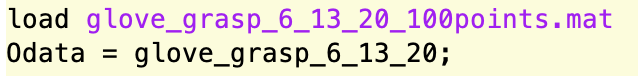 load glove_grasp_6_13_20_100points.mat
Odata = glove_grasp_6_13_20;